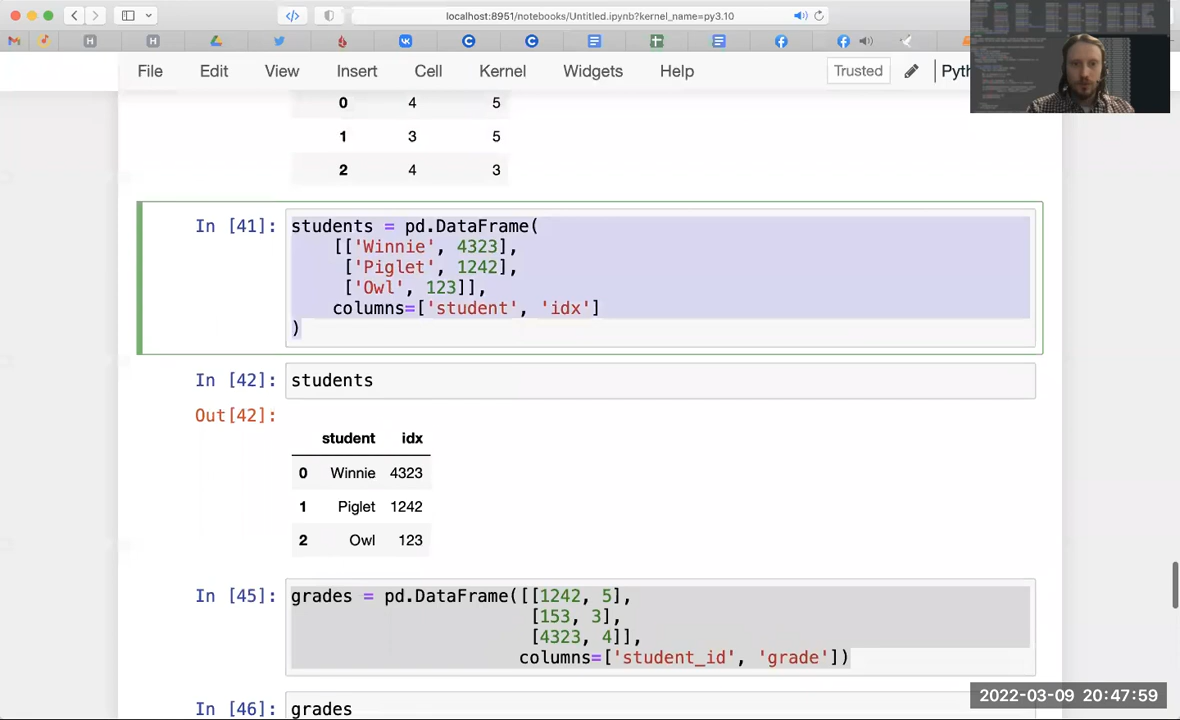 localhost:8951/notebooks/Untitled.ipynb?kernel_name=py3.10
File Edit View Insert Cell Kernel Widgets Help Trusted Pyth
0 4 5
1 3 5
2 4 3
In [41]: students = pd.DataFrame(
[['Winnie', 4323],
['Piglet', 1242],
['Owl', 123]],
columns=['student', 'idx']
)
In [42]: students
Out[42]:
student idx
0 Winnie 4323
1 Piglet 1242
2 Owl 123
In [45]: grades = pd.DataFrame([[1242, 5],
[153, 3],
[4323, 4]],
columns=['student_id', 'grade'])
In [46]: grades
2022-03-09 20:47:59